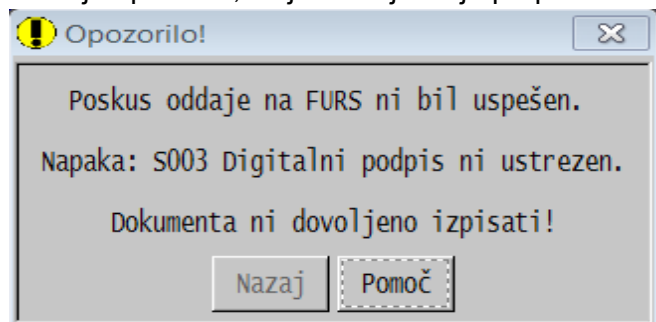 Opozorilo!
Poskus oddaje na FURS ni bil uspešen.
Napaka: S003 Digitalni podpis ni ustrezen.
Dokumenta ni dovoljeno izpisati!
Nazaj Pomoč